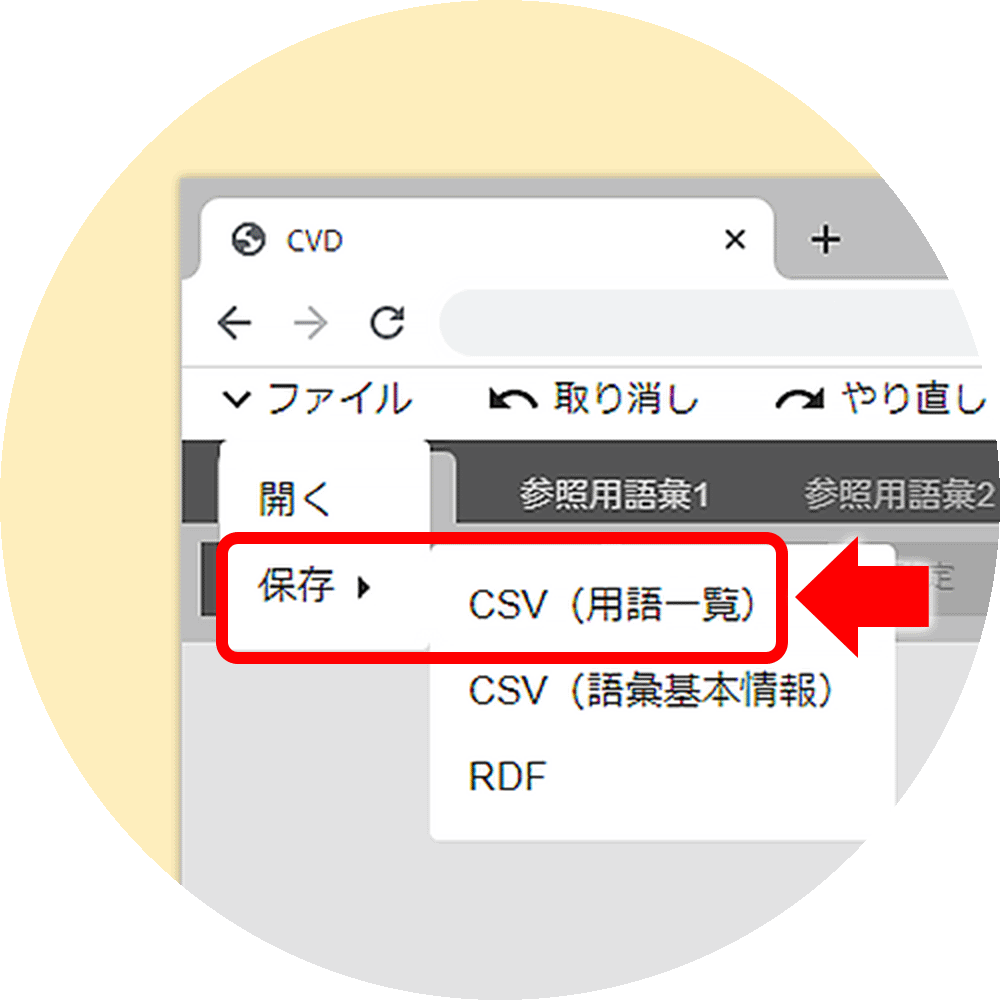 CVD
ファイル 取り消し やり直し
開く 参照用語彙1 参照用語彙2
保存 定
CSV（用語一覧）
CSV（語彙基本情報）
RDF